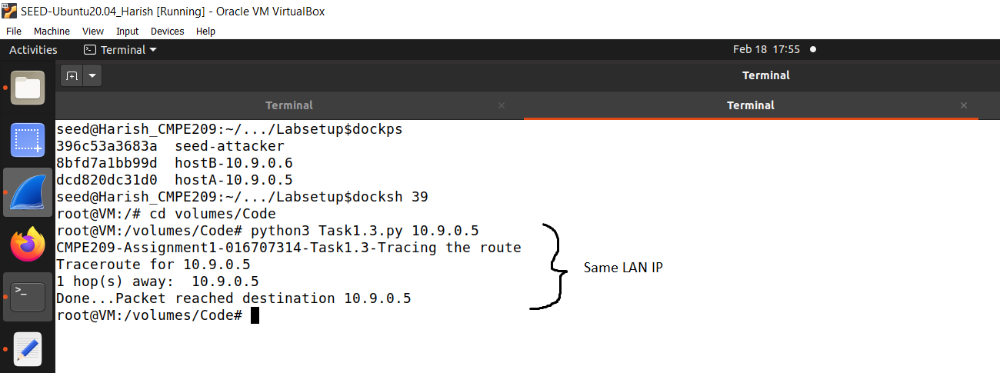 SEED-Ubuntu20.04_Harish [Running] - Oracle VM VirtualBox
File Machine View Input Devices Help
Activities Terminal Feb 18 17:55
Terminal
Terminal × Terminal ×
seed@Harish_CMPE209:~/.../Labsetup$dockps
396c53a3683a  seed-attacker
8bfd7a1bb99d  hostB-10.9.0.6
dcd820dc31d0  hostA-10.9.0.5
seed@Harish_CMPE209:~/.../Labsetup$docksh 39
root@VM:/# cd volumes/Code
root@VM:/volumes/Code# python3 Task1.3.py 10.9.0.5
CMPE209-Assignment1-016707314-Task1.3-Tracing the route
Traceroute for 10.9.0.5
Same LAN IP
1 hop(s) away:  10.9.0.5
Done...Packet reached destination 10.9.0.5
root@VM:/volumes/Code#